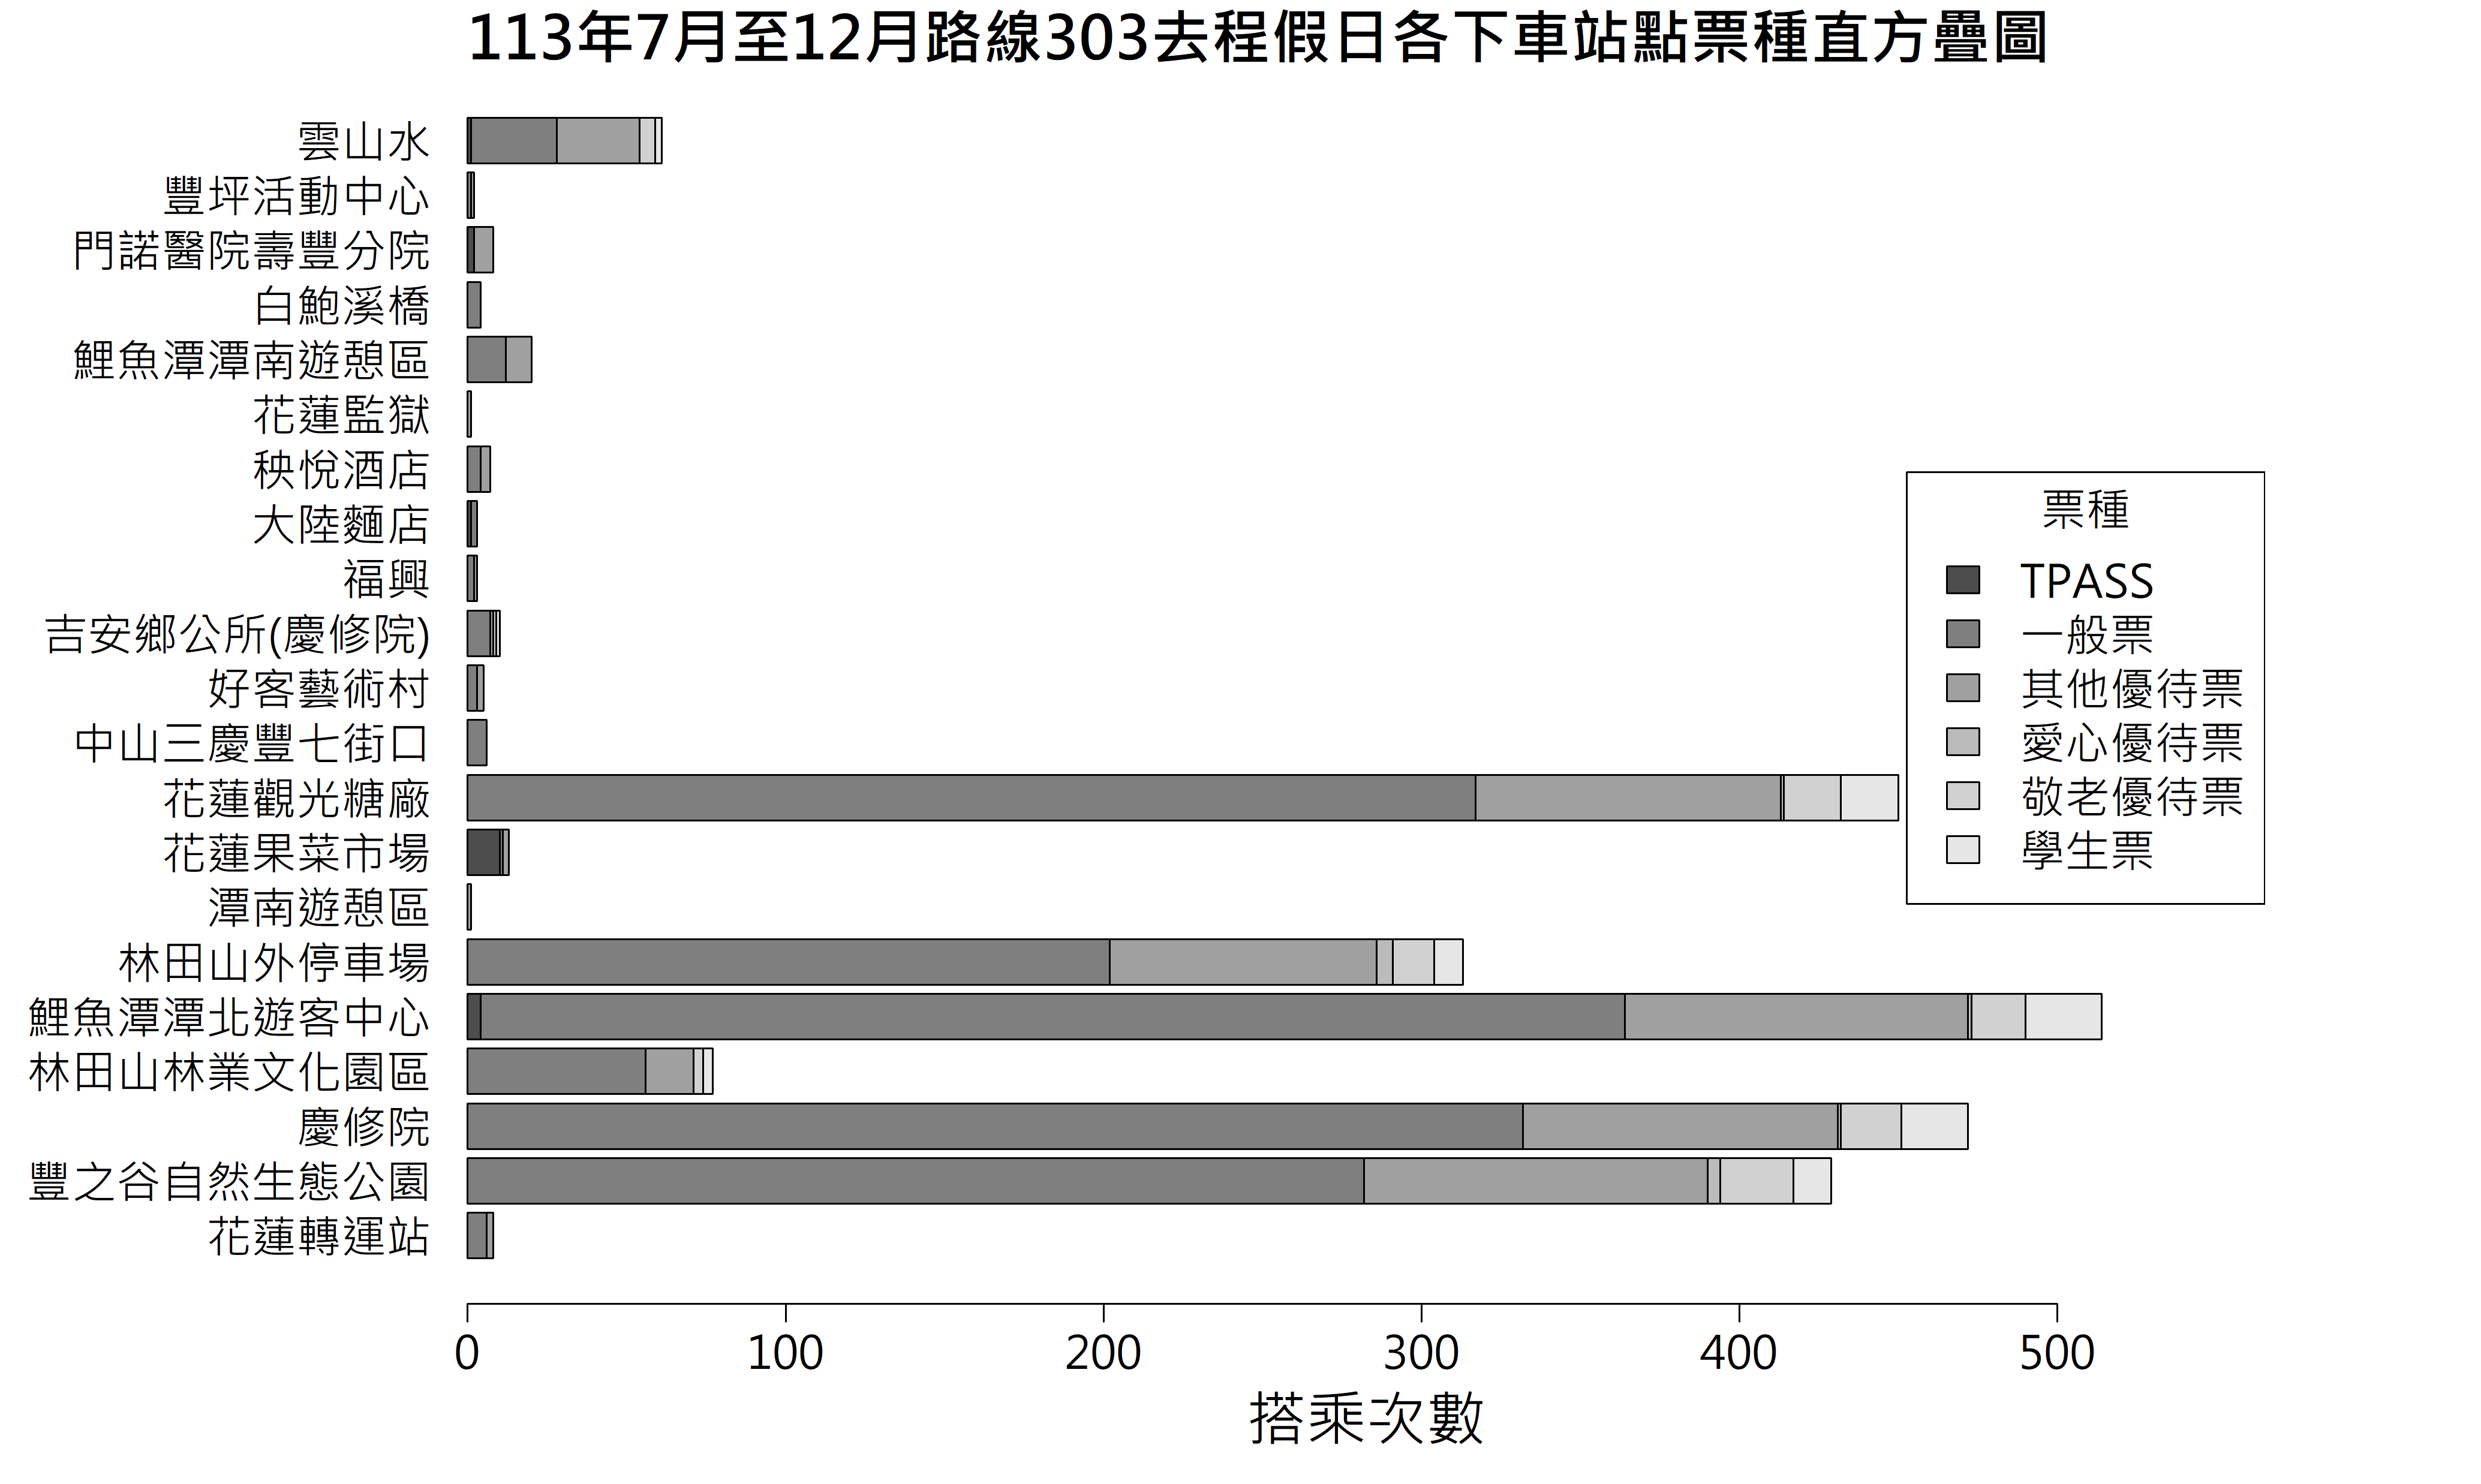 113年7月至12月路線303去程假日各下車站點票種直方疊圖
雲山水
豐坪活動中心
門諾醫院壽豐分院
白鮑溪橋
鯉魚潭潭南遊憩區
花蓮監獄
秧悅酒店
大陸麵店
福興
吉安鄉公所(慶修院)
好客藝術村
中山三慶豐七街口
花蓮觀光糖廠
花蓮果菜市場
潭南遊憩區
林田山外停車場
鯉魚潭潭北遊客中心
林田山林業文化園區
慶修院
豐之谷自然生態公園
花蓮轉運站
票種
TPASS
一般票
其他優待票
愛心優待票
敬老優待票
學生票
0 100 200 300 400 500
搭乘次數